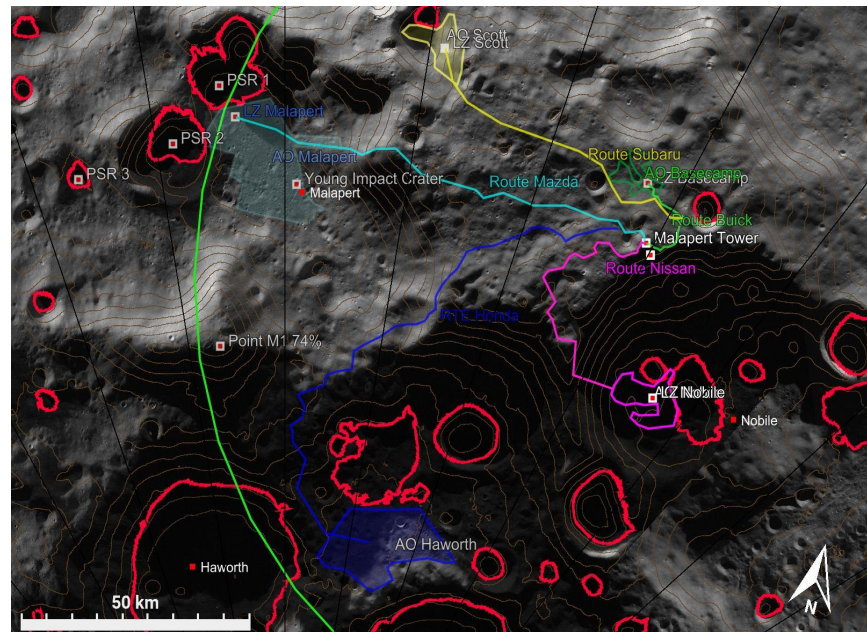 AO Scott
LZ Scott
PSR 1
LZ Malapert
PSR 2
AO Malapert
Route Subaru
PSR 3
Young Impact Crater
Malapert
Route Mazda
AO Basecamp
LZ Basecamp
Route Buick
Malapert Tower
Route Nissan
RTE Honda
Point M1 74%
Nobile
AO Haworth
Haworth
50 km
N